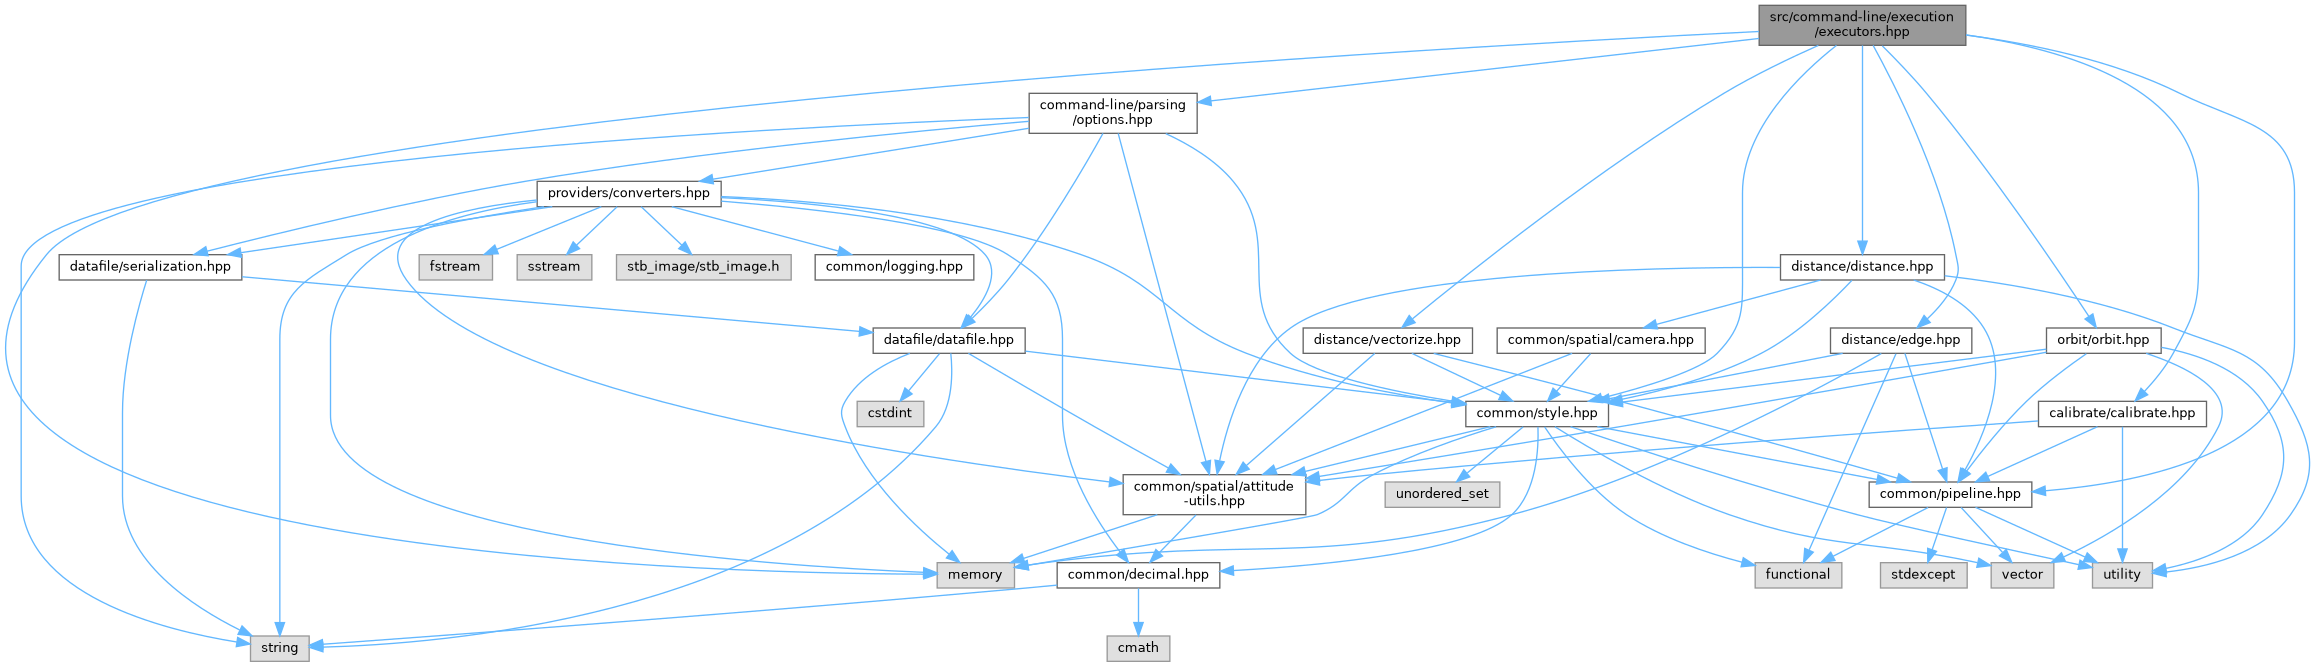 src/command-line/execution
/executors.hpp
command-line/parsing
/options.hpp
providers/converters.hpp
datafile/serialization.hpp
fstream
sstream
stb_image/stb_image.h
common/logging.hpp
distance/distance.hpp
datafile/datafile.hpp
distance/vectorize.hpp
common/spatial/camera.hpp
distance/edge.hpp
orbit/orbit.hpp
cstdint
common/style.hpp
calibrate/calibrate.hpp
common/spatial/attitude
-utils.hpp
unordered_set
common/pipeline.hpp
memory
common/decimal.hpp
functional
stdexcept
vector
utility
string
cmath